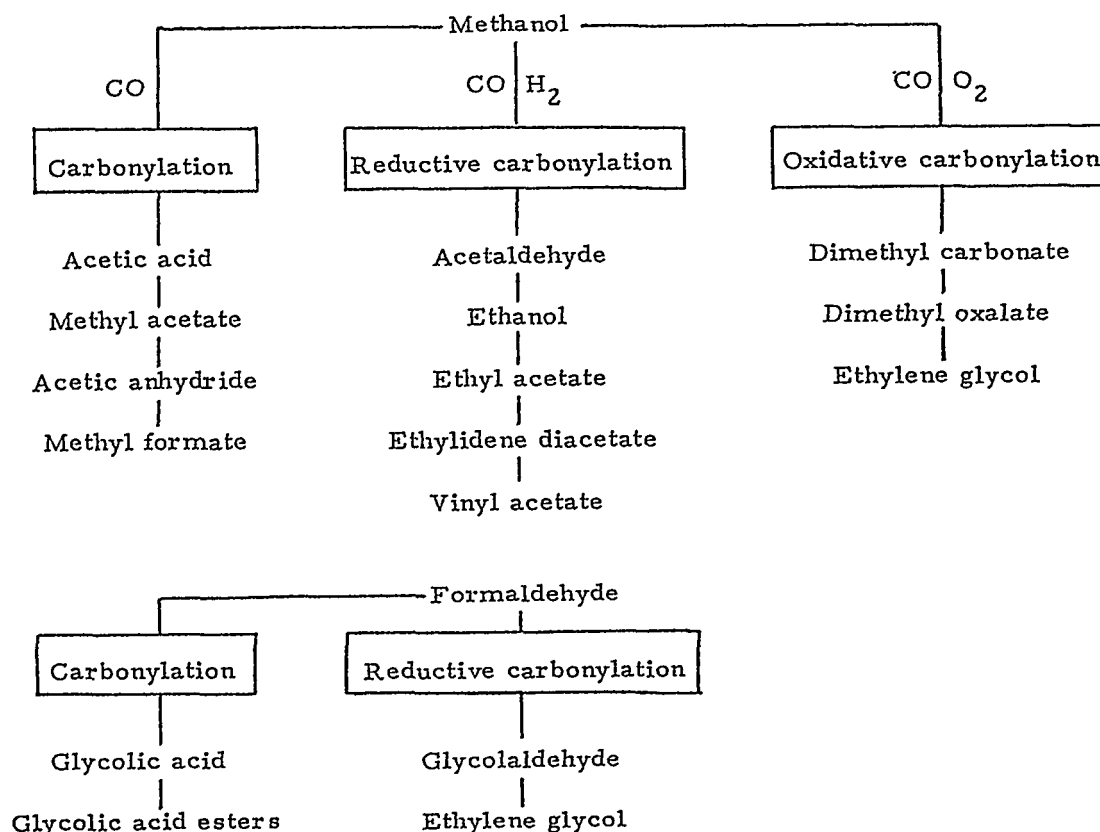 Methanol
CO
CO H2
CO O2
Carbonylation
Reductive carbonylation
Oxidative carbonylation
Acetic acid
Methyl acetate
Acetic anhydride
Methyl formate
Acetaldehyde
Ethanol
Ethyl acetate
Ethylidene diacetate
Vinyl acetate
Dimethyl carbonate
Dimethyl oxalate
Ethylene glycol
Formaldehyde
Carbonylation
Reductive carbonylation
Glycolic acid
Glycolic acid esters
Glycolaldehyde
Ethylene glycol